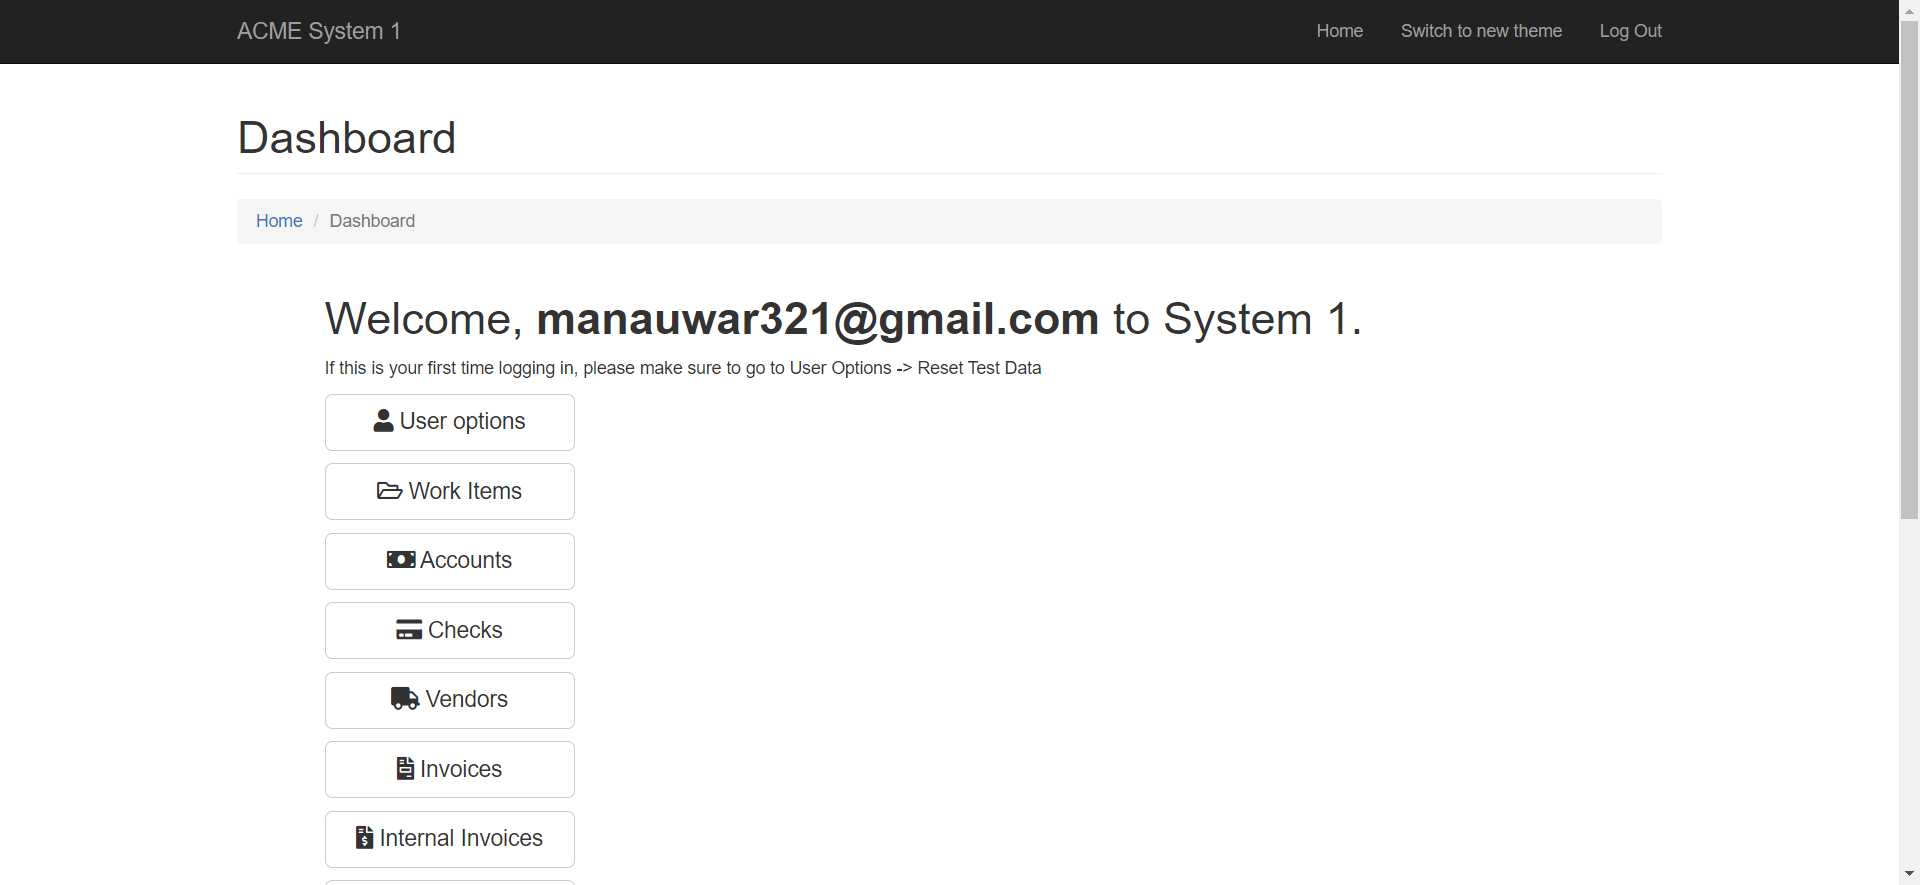 ACME System 1 Home Switch to new theme Log Out
Dashboard
Home / Dashboard
Welcome, manauwar321@gmail.com to System 1.
If this is your first time logging in, please make sure to go to User Options -> Reset Test Data
User options
Work Items
Accounts
Checks
Vendors
Invoices
Internal Invoices